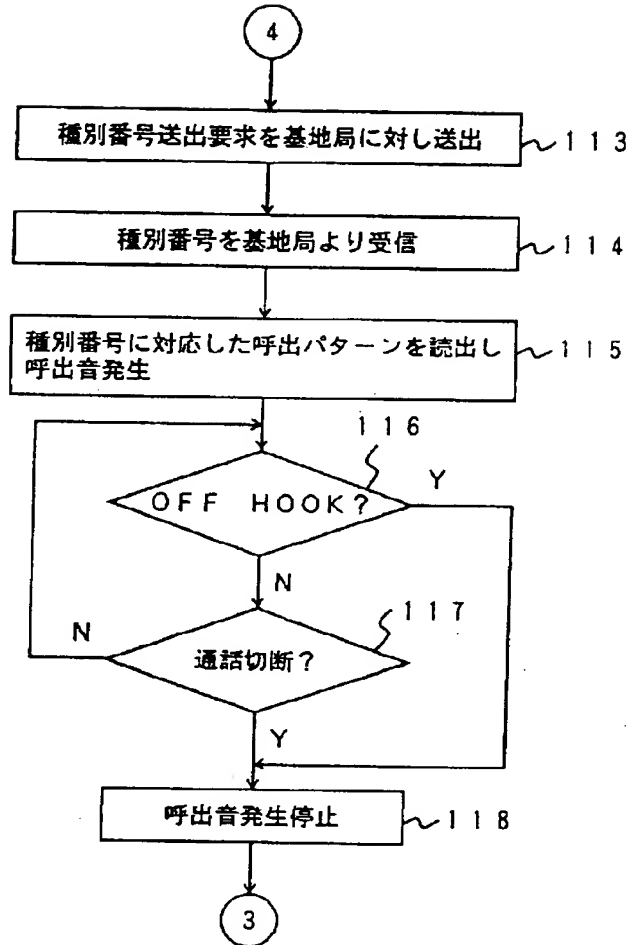 4
種別番号送出要求を基地局に対し送出
113
種別番号を基地局より受信
114
種別番号に対応した呼出パターンを読出し
呼出音発生
115
116
OFF HOOK?
Y
N
117
N
通話切断?
Y
呼出音発生停止
118
3